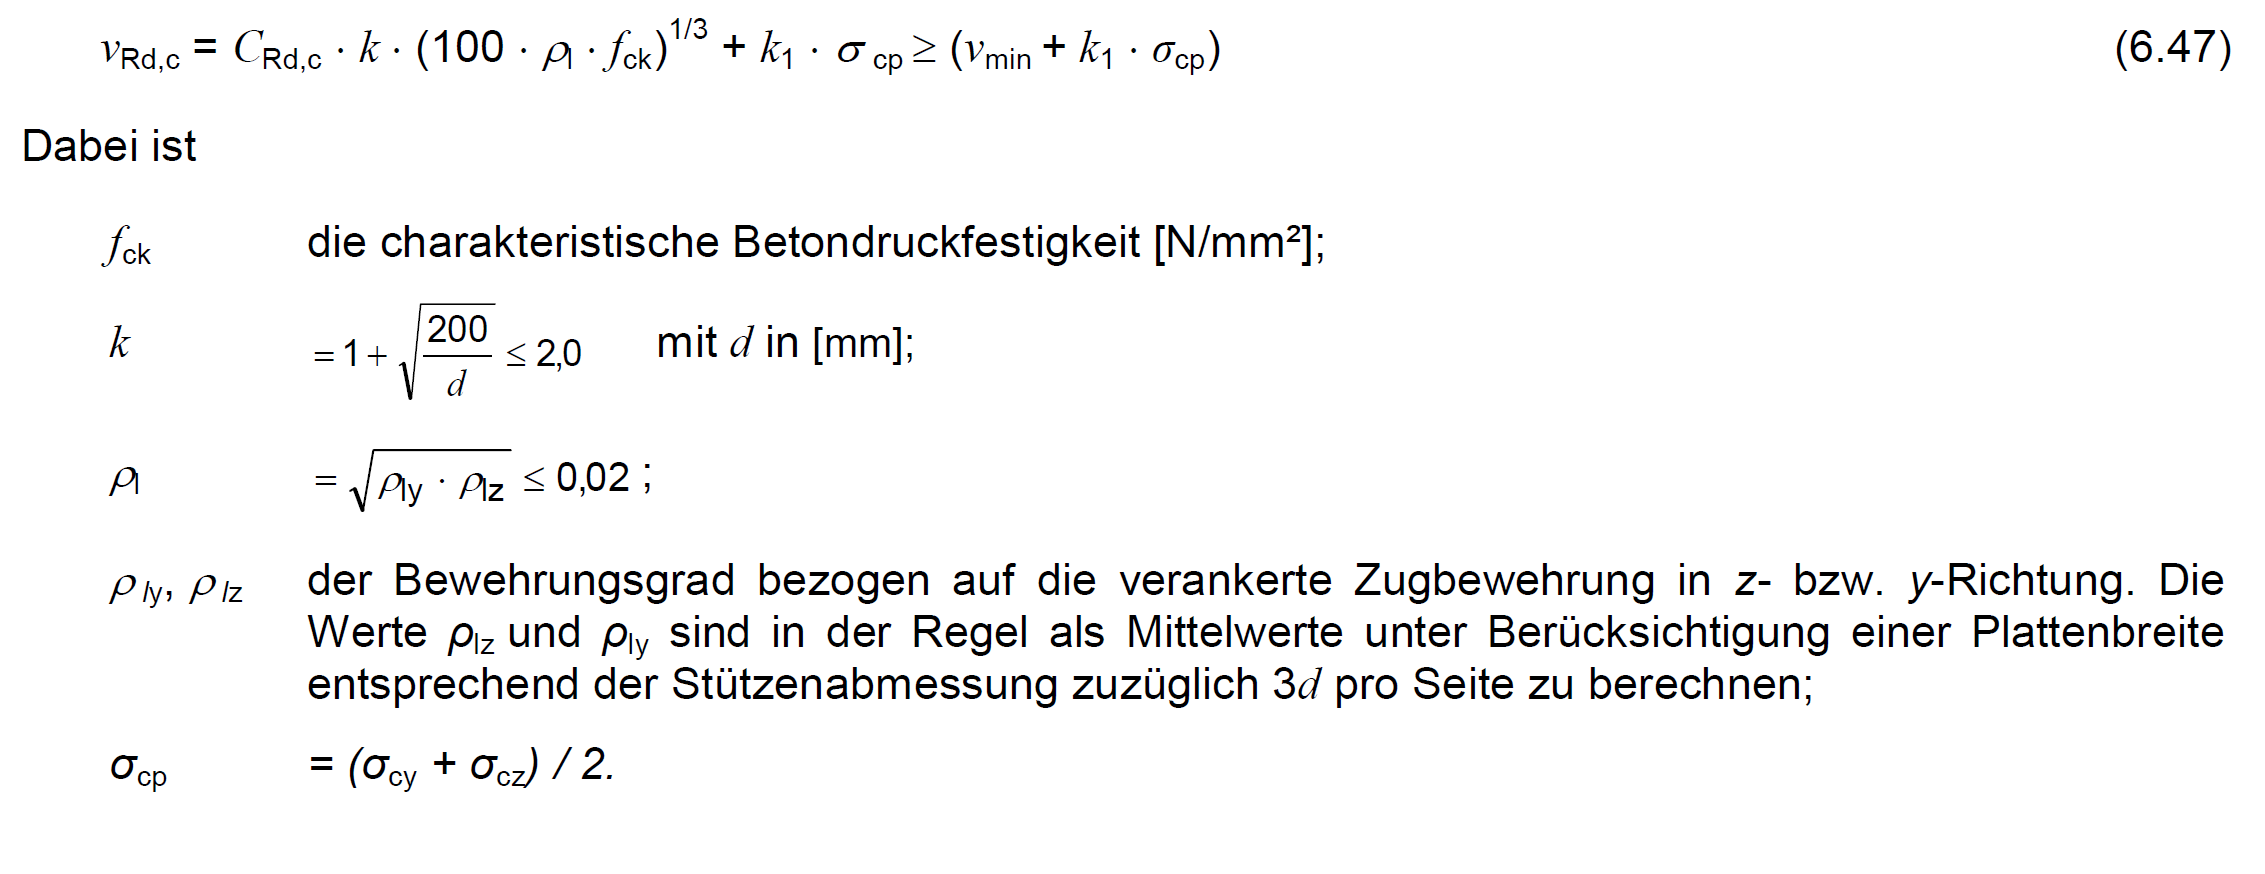 vRd,c = CRd,c · k · (100 · ρl · fck)^1/3 + k1 · σ cp ≥ (vmin + k1 · σcp) (6.47)
Dabei ist
fck die charakteristische Betondruckfestigkeit [N/mm²];
k = 1 + √(200/d) ≤ 2,0 mit d in [mm];
ρl = √(ρly · ρlz) ≤ 0,02 ;
ρ ly, ρ lz der Bewehrungsgrad bezogen auf die verankerte Zugbewehrung in z- bzw. y-Richtung. Die
Werte ρlz und ρly sind in der Regel als Mittelwerte unter Berücksichtigung einer Plattenbreite
entsprechend der Stützenabmessung zuzüglich 3d pro Seite zu berechnen;
σcp = (σcy + σcz) / 2.